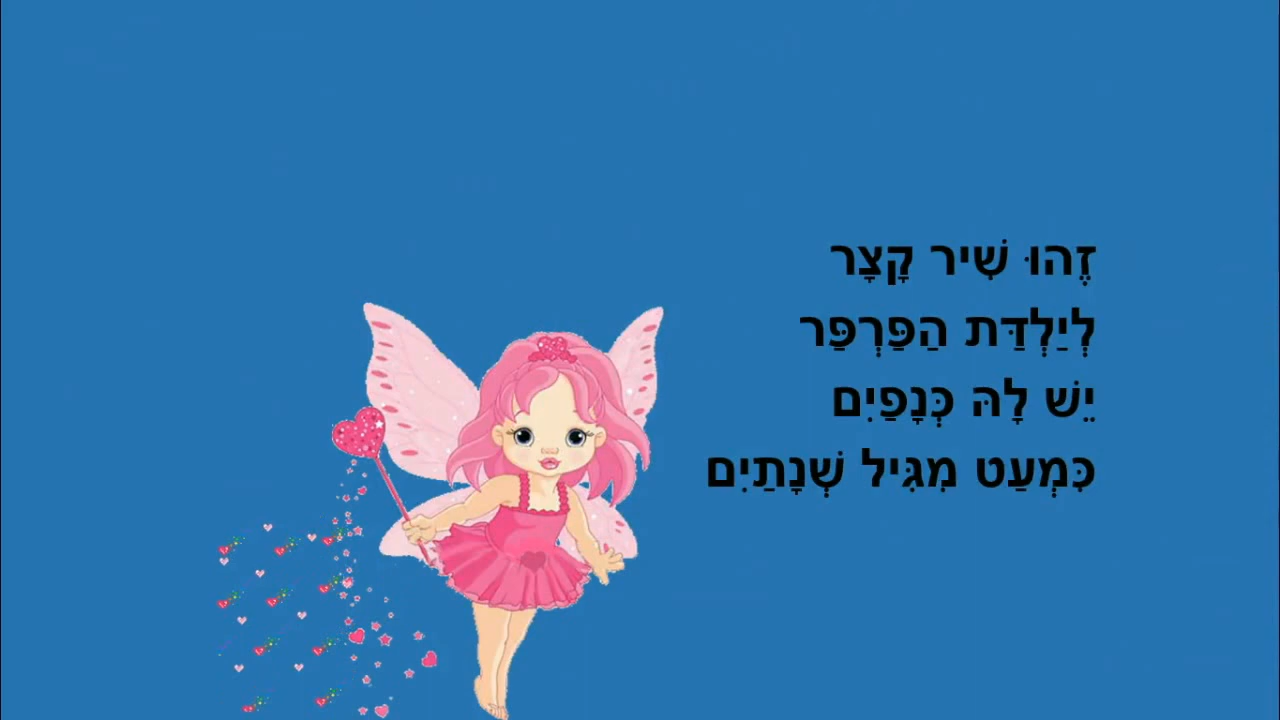 זֶהוּ שִׁיר קָצָר
לְיַלְדַּת הַפַּרְפַּר
יֵשׁ לָהּ כְּנָפַיִם
כִּמְעַט מִגִּיל שְׁנָתַיִם